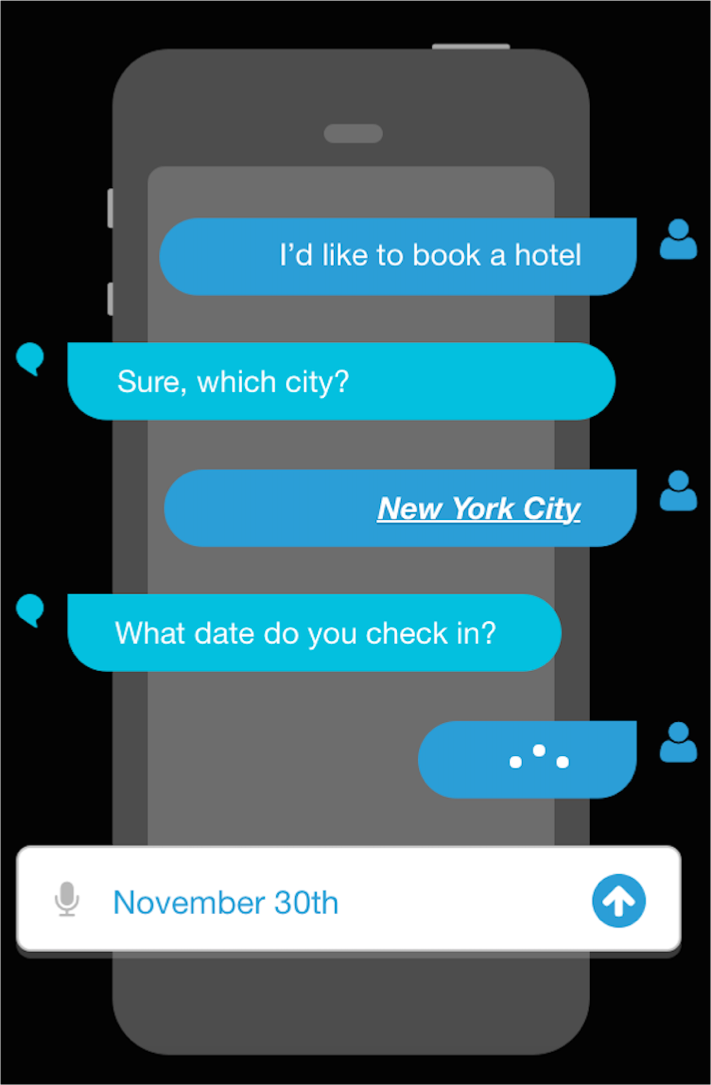 I’d like to book a hotel
Sure, which city?
New York City
What date do you check in?
November 30th